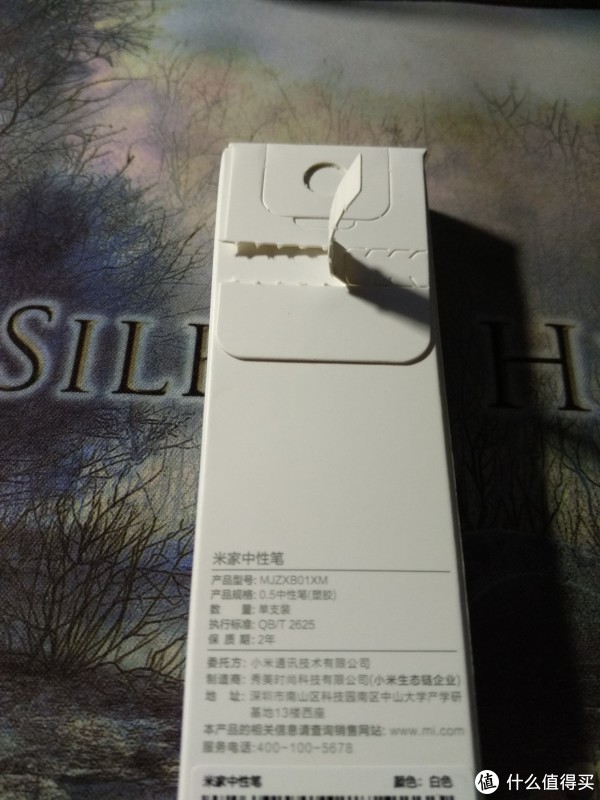 SILE H
米家中性笔
产品型号: MJZXB01XM
产品规格: 0.5中性笔(塑胶)
数 量: 单支装
执行标准: QB/T 2625
保 质 期: 2年
委托方: 小米通讯技术有限公司
制造商: 秀美时尚科技有限公司(小米生态链企业)
地 址: 深圳市南山区科技园南区中山大学产学研
基地13楼西座
本产品的相关信息请查询销售网站: www.mi.com
服务电话:400-100-5678
米家中性笔 颜色: 白色
值 什么值得买